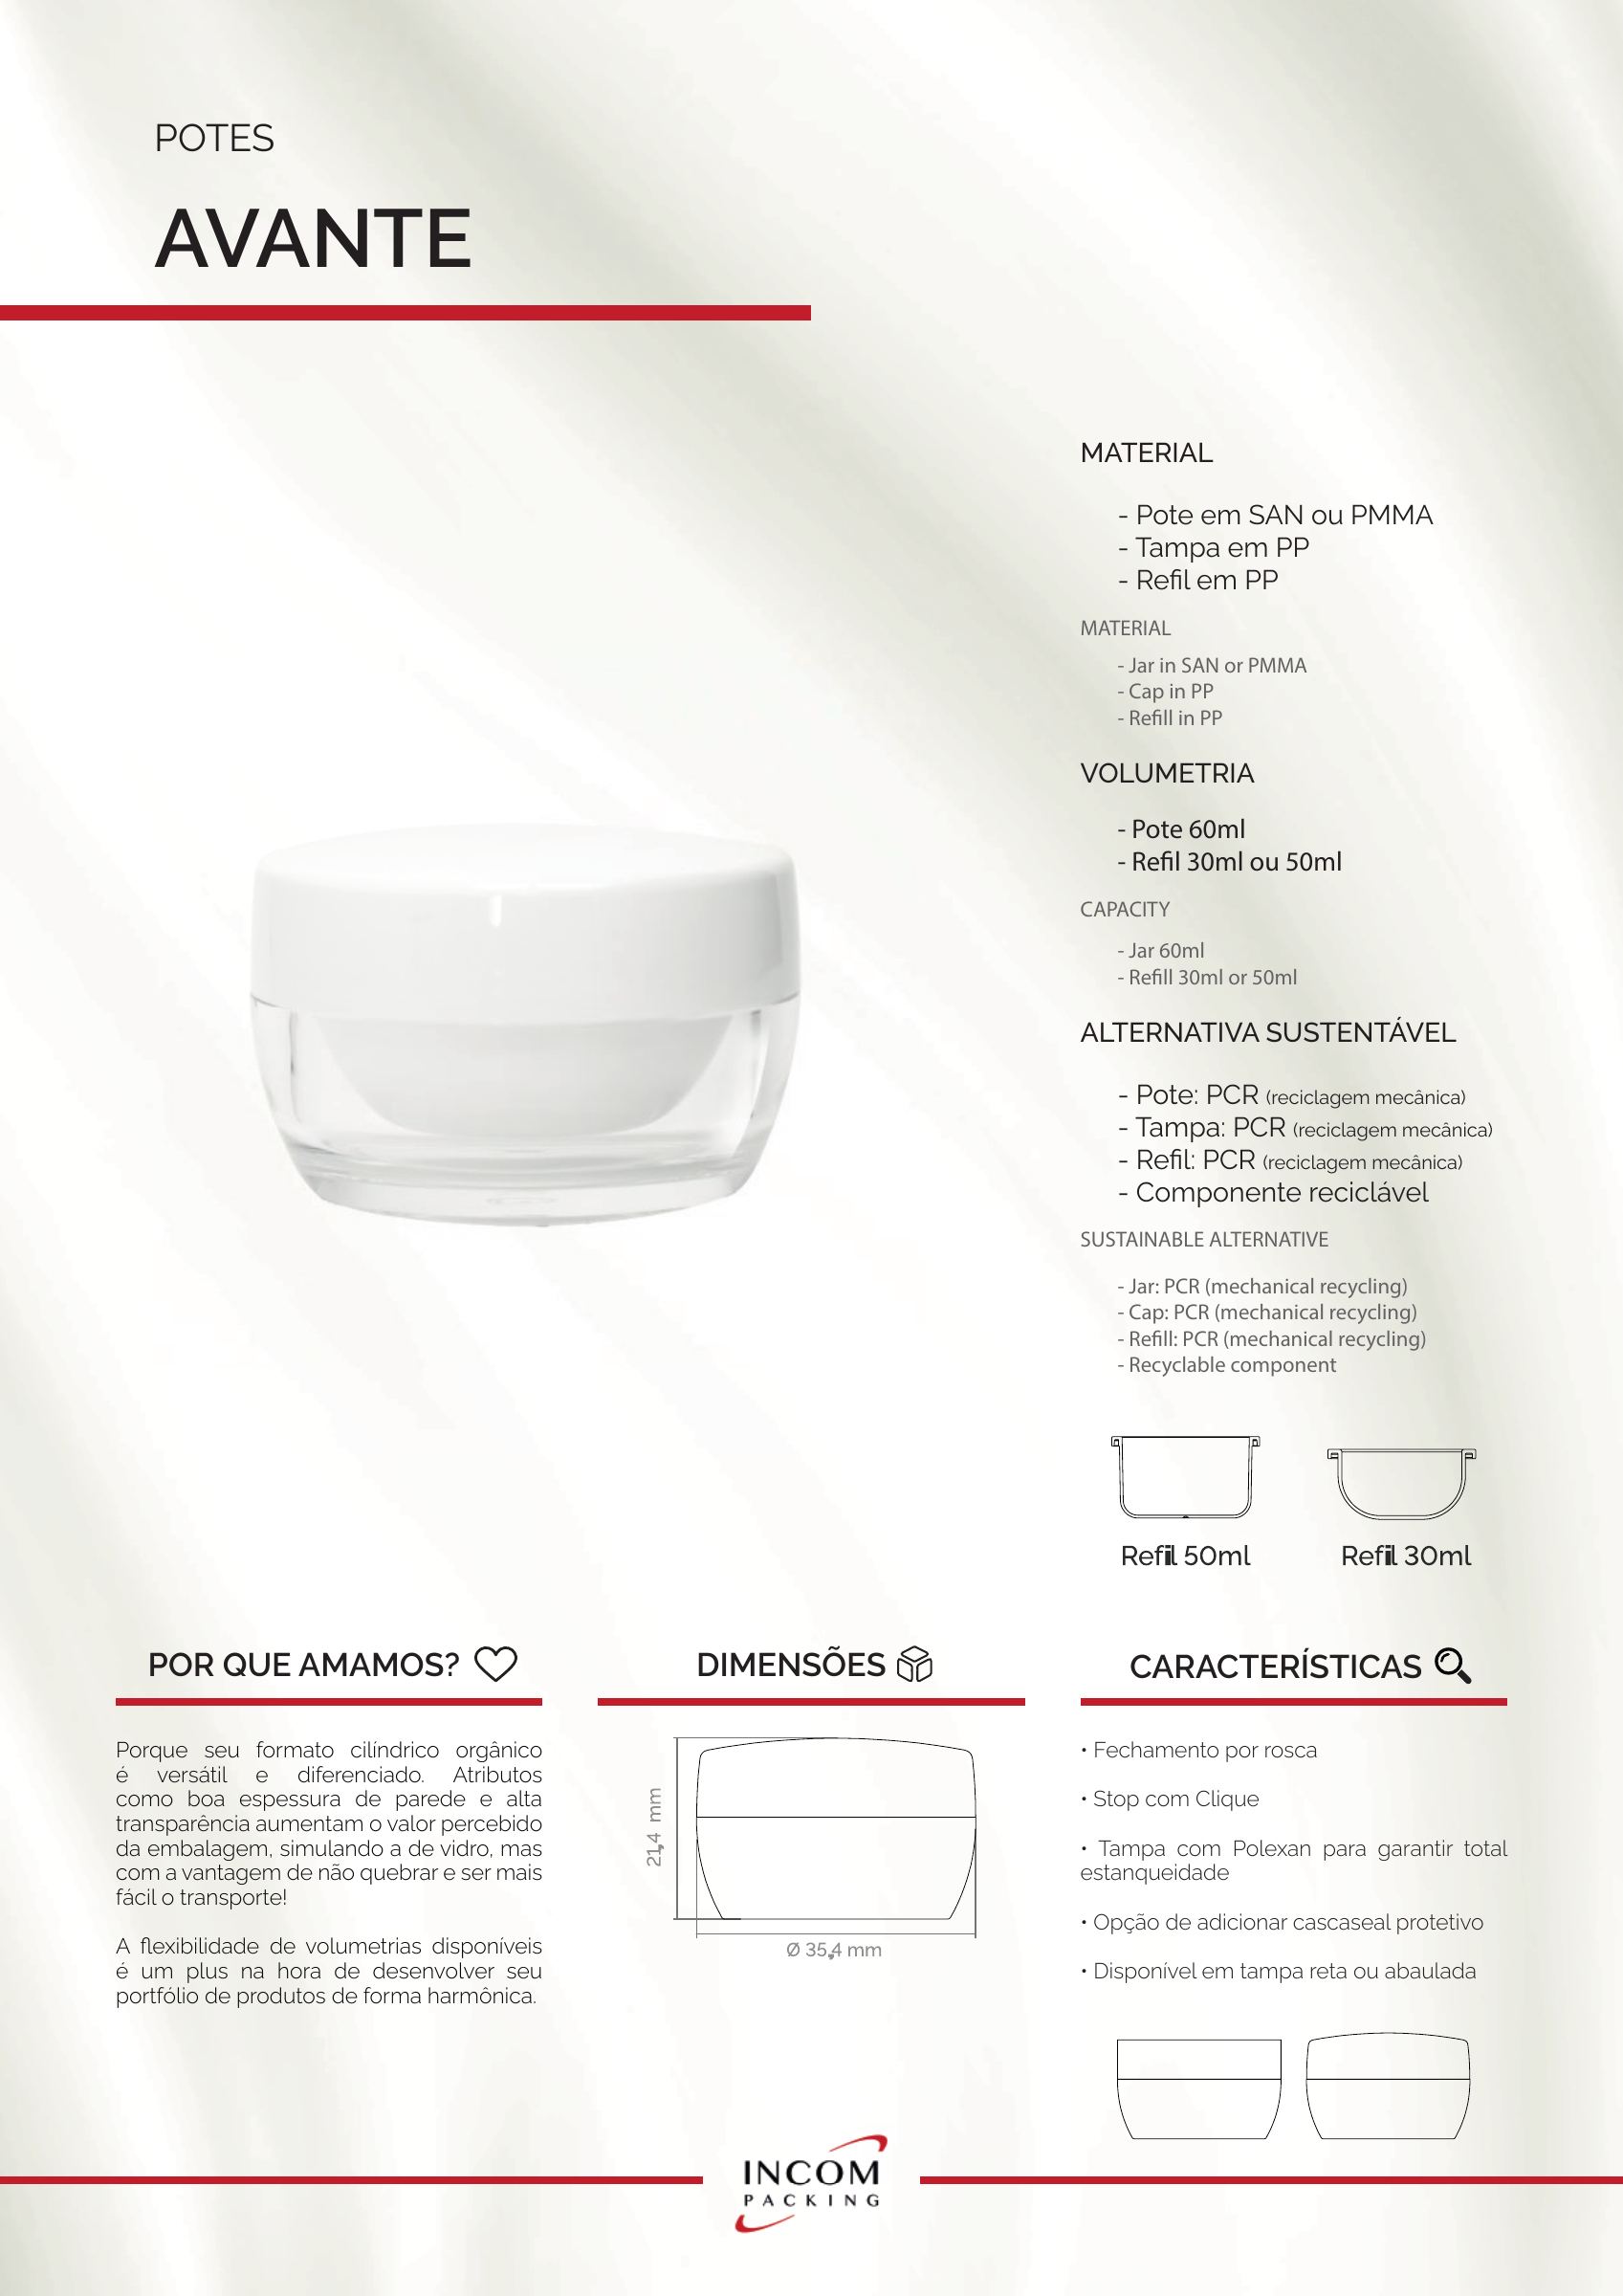 POTES
AVANTE
MATERIAL
- Pote em SAN ou PMMA
- Tampa em PP
- Refil em PP
MATERIAL
- Jar in SAN or PMMA
- Cap in PP
- Refill in PP
VOLUMETRIA
- Pote 60ml
- Refil 30ml ou 50ml
CAPACITY
- Jar 60ml
- Refill 30ml or 50ml
ALTERNATIVA SUSTENTÁVEL
- Pote: PCR (reciclagem mecânica)
- Tampa: PCR (reciclagem mecânica)
- Refil: PCR (reciclagem mecânica)
- Componente reciclável
SUSTAINABLE ALTERNATIVE
- Jar: PCR (mechanical recycling)
- Cap: PCR (mechanical recycling)
- Refill: PCR (mechanical recycling)
- Recyclable component
Refil 50ml
Refil 30ml
POR QUE AMAMOS?
Porque seu formato cilíndrico orgânico
é versátil e diferenciado. Atributos
como boa espessura de parede e alta
transparência aumentam o valor percebido
da embalagem, simulando a de vidro, mas
com a vantagem de não quebrar e ser mais
fácil o transporte!
A flexibilidade de volumetrias disponíveis
é um plus na hora de desenvolver seu
portfólio de produtos de forma harmônica.
DIMENSÕES
21,4 mm
Ø 35,4 mm
CARACTERÍSTICAS
• Fechamento por rosca
• Stop com Clique
• Tampa com Polexan para garantir total
estanqueidade
• Opção de adicionar cascaseal protetivo
• Disponível em tampa reta ou abaulada
INCOM
PACKING